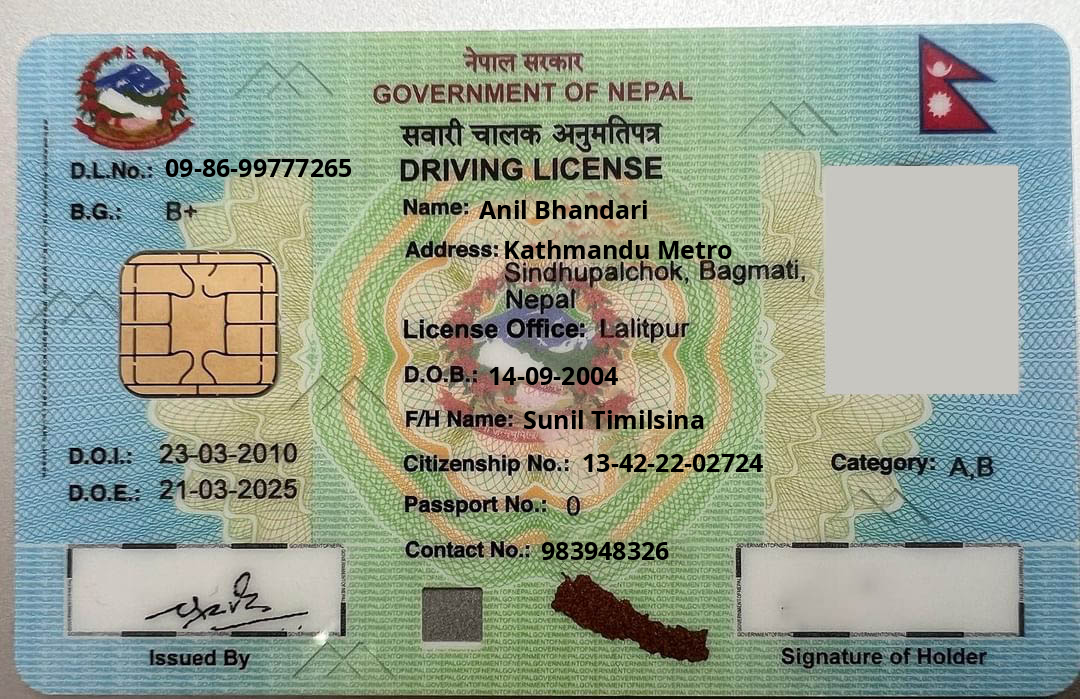 नेपाल सरकार
GOVERNMENT OF NEPAL
सवारी चालक अनुमतिपत्र
DRIVING LICENSE
D.L.No.: 09-86-99777265
B.G.: B+
Name: Anil Bhandari
Address: Kathmandu Metro
Sindhupalchok, Bagmati,
Nepal
License Office: Lalitpur
D.O.B.: 14-09-2004
F/H Name: Sunil Timilsina
D.O.I.: 23-03-2010
Citizenship No.: 13-42-22-02724
Category: A,B
D.O.E.: 21-03-2025
Passport No.: 0
Contact No.: 983948326
Issued By
Signature of Holder